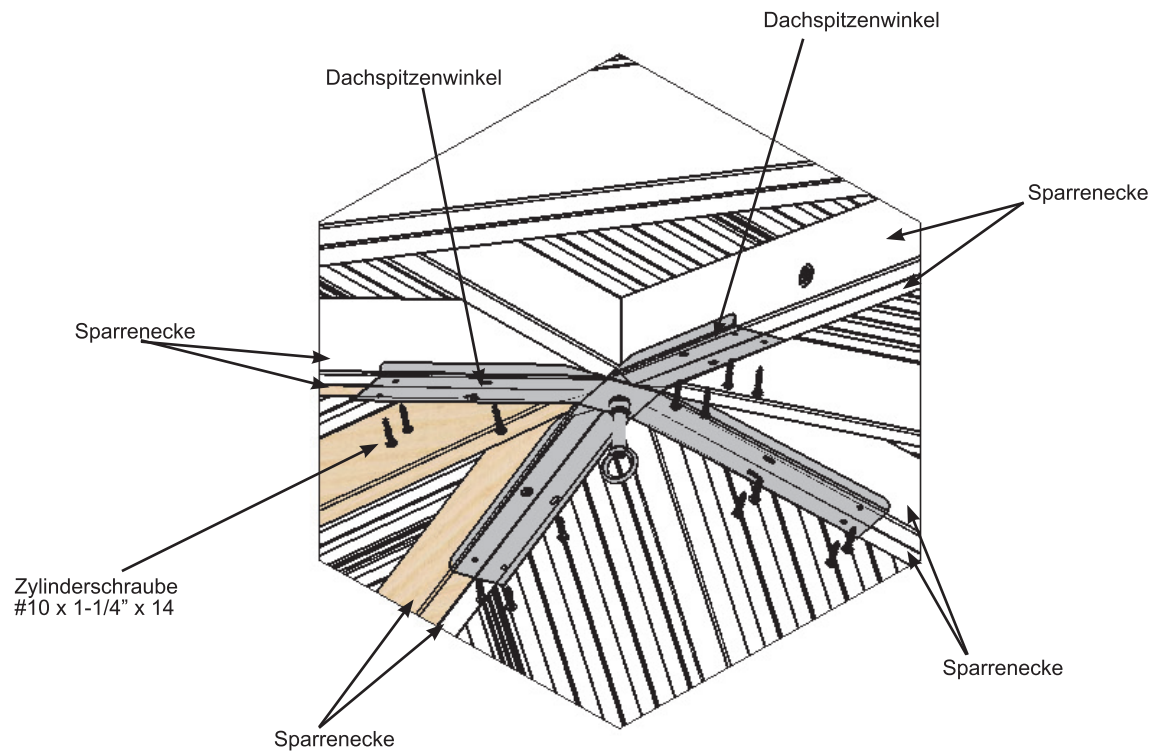 Dachspitzenwinkel
Dachspitzenwinkel
Sparrenecke
Sparrenecke
Zylinderschraube
#10 x 1-1/4” x 14
Sparrenecke
Sparrenecke